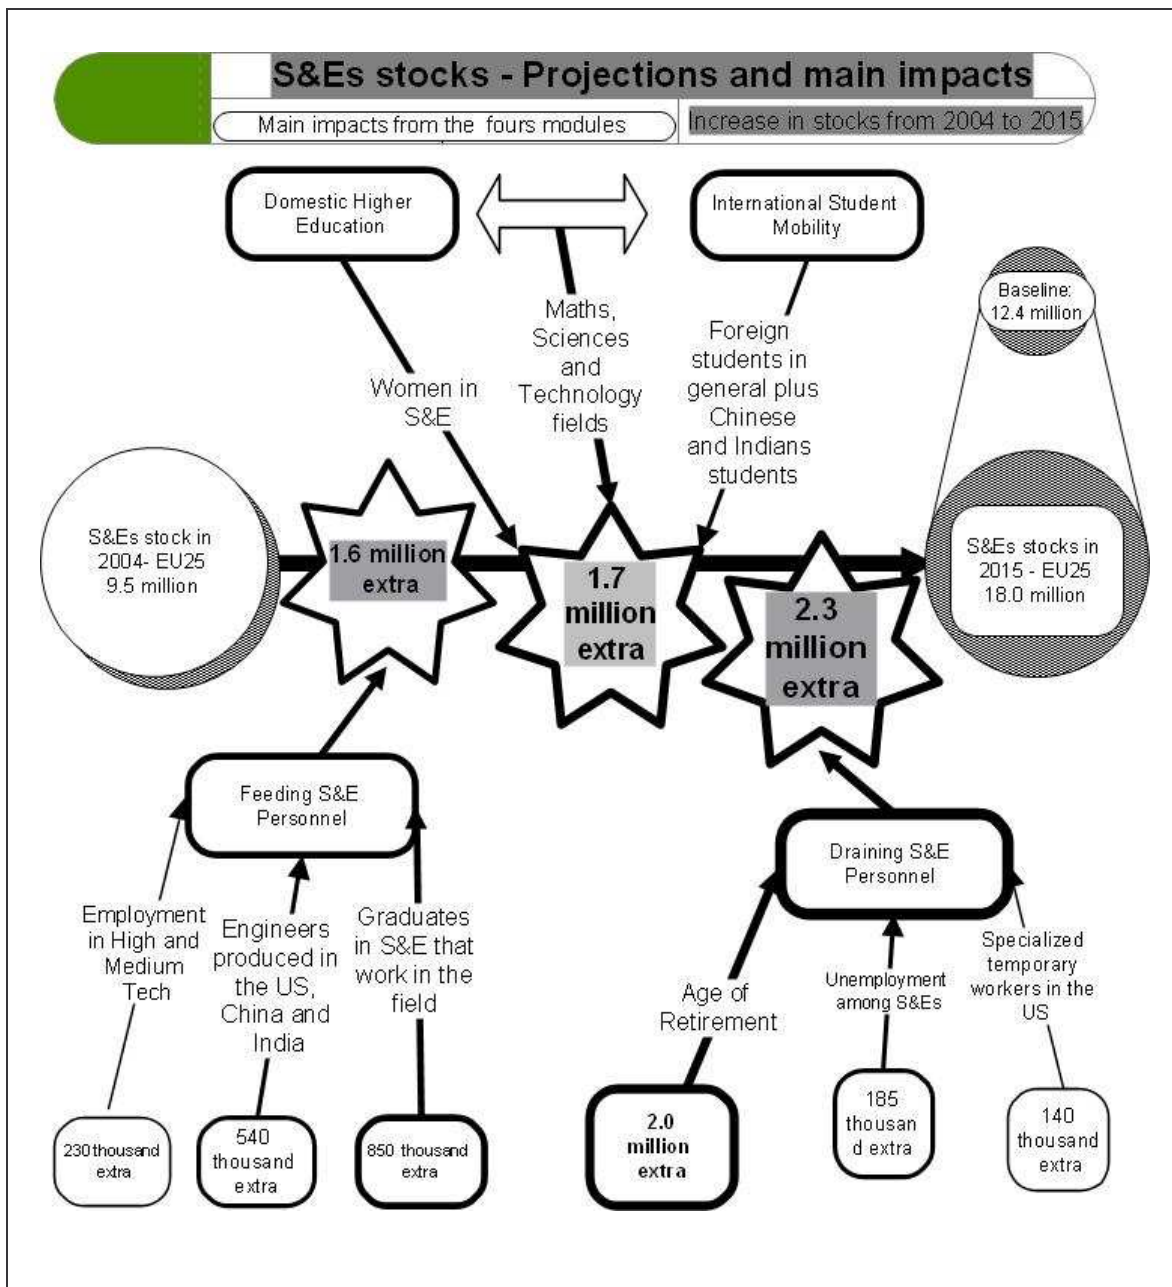 S&Es stocks - Projections and main impacts
Main impacts from the fours modules
Increase in stocks from 2004 to 2015
Domestic Higher
Education
International Student
Mobility
Baseline:
12.4 million
Women in
S&E
Maths,
Sciences
and
Technology
fields
Foreign
students in
general plus
Chinese
and Indians
students
S&Es stock in
2004- EU25
9.5 million
1.6 million
extra
1.7
million
extra
2.3
million
extra
S&Es stocks in
2015 - EU25
18.0 million
Feeding S&E
Personnel
Draining S&E
Personnel
Employment
in High and
Medium
Tech
Engineers
produced in
the US,
China and
India
Graduates
in S&E that
work in the
field
Age of
Retirement
Unemployment
among S&Es
Specialized
temporary
workers in the
US
230 thousand
extra
540
thousand
extra
850 thousand
extra
2.0
million
extra
185
thousan
d extra
140
thousand
extra